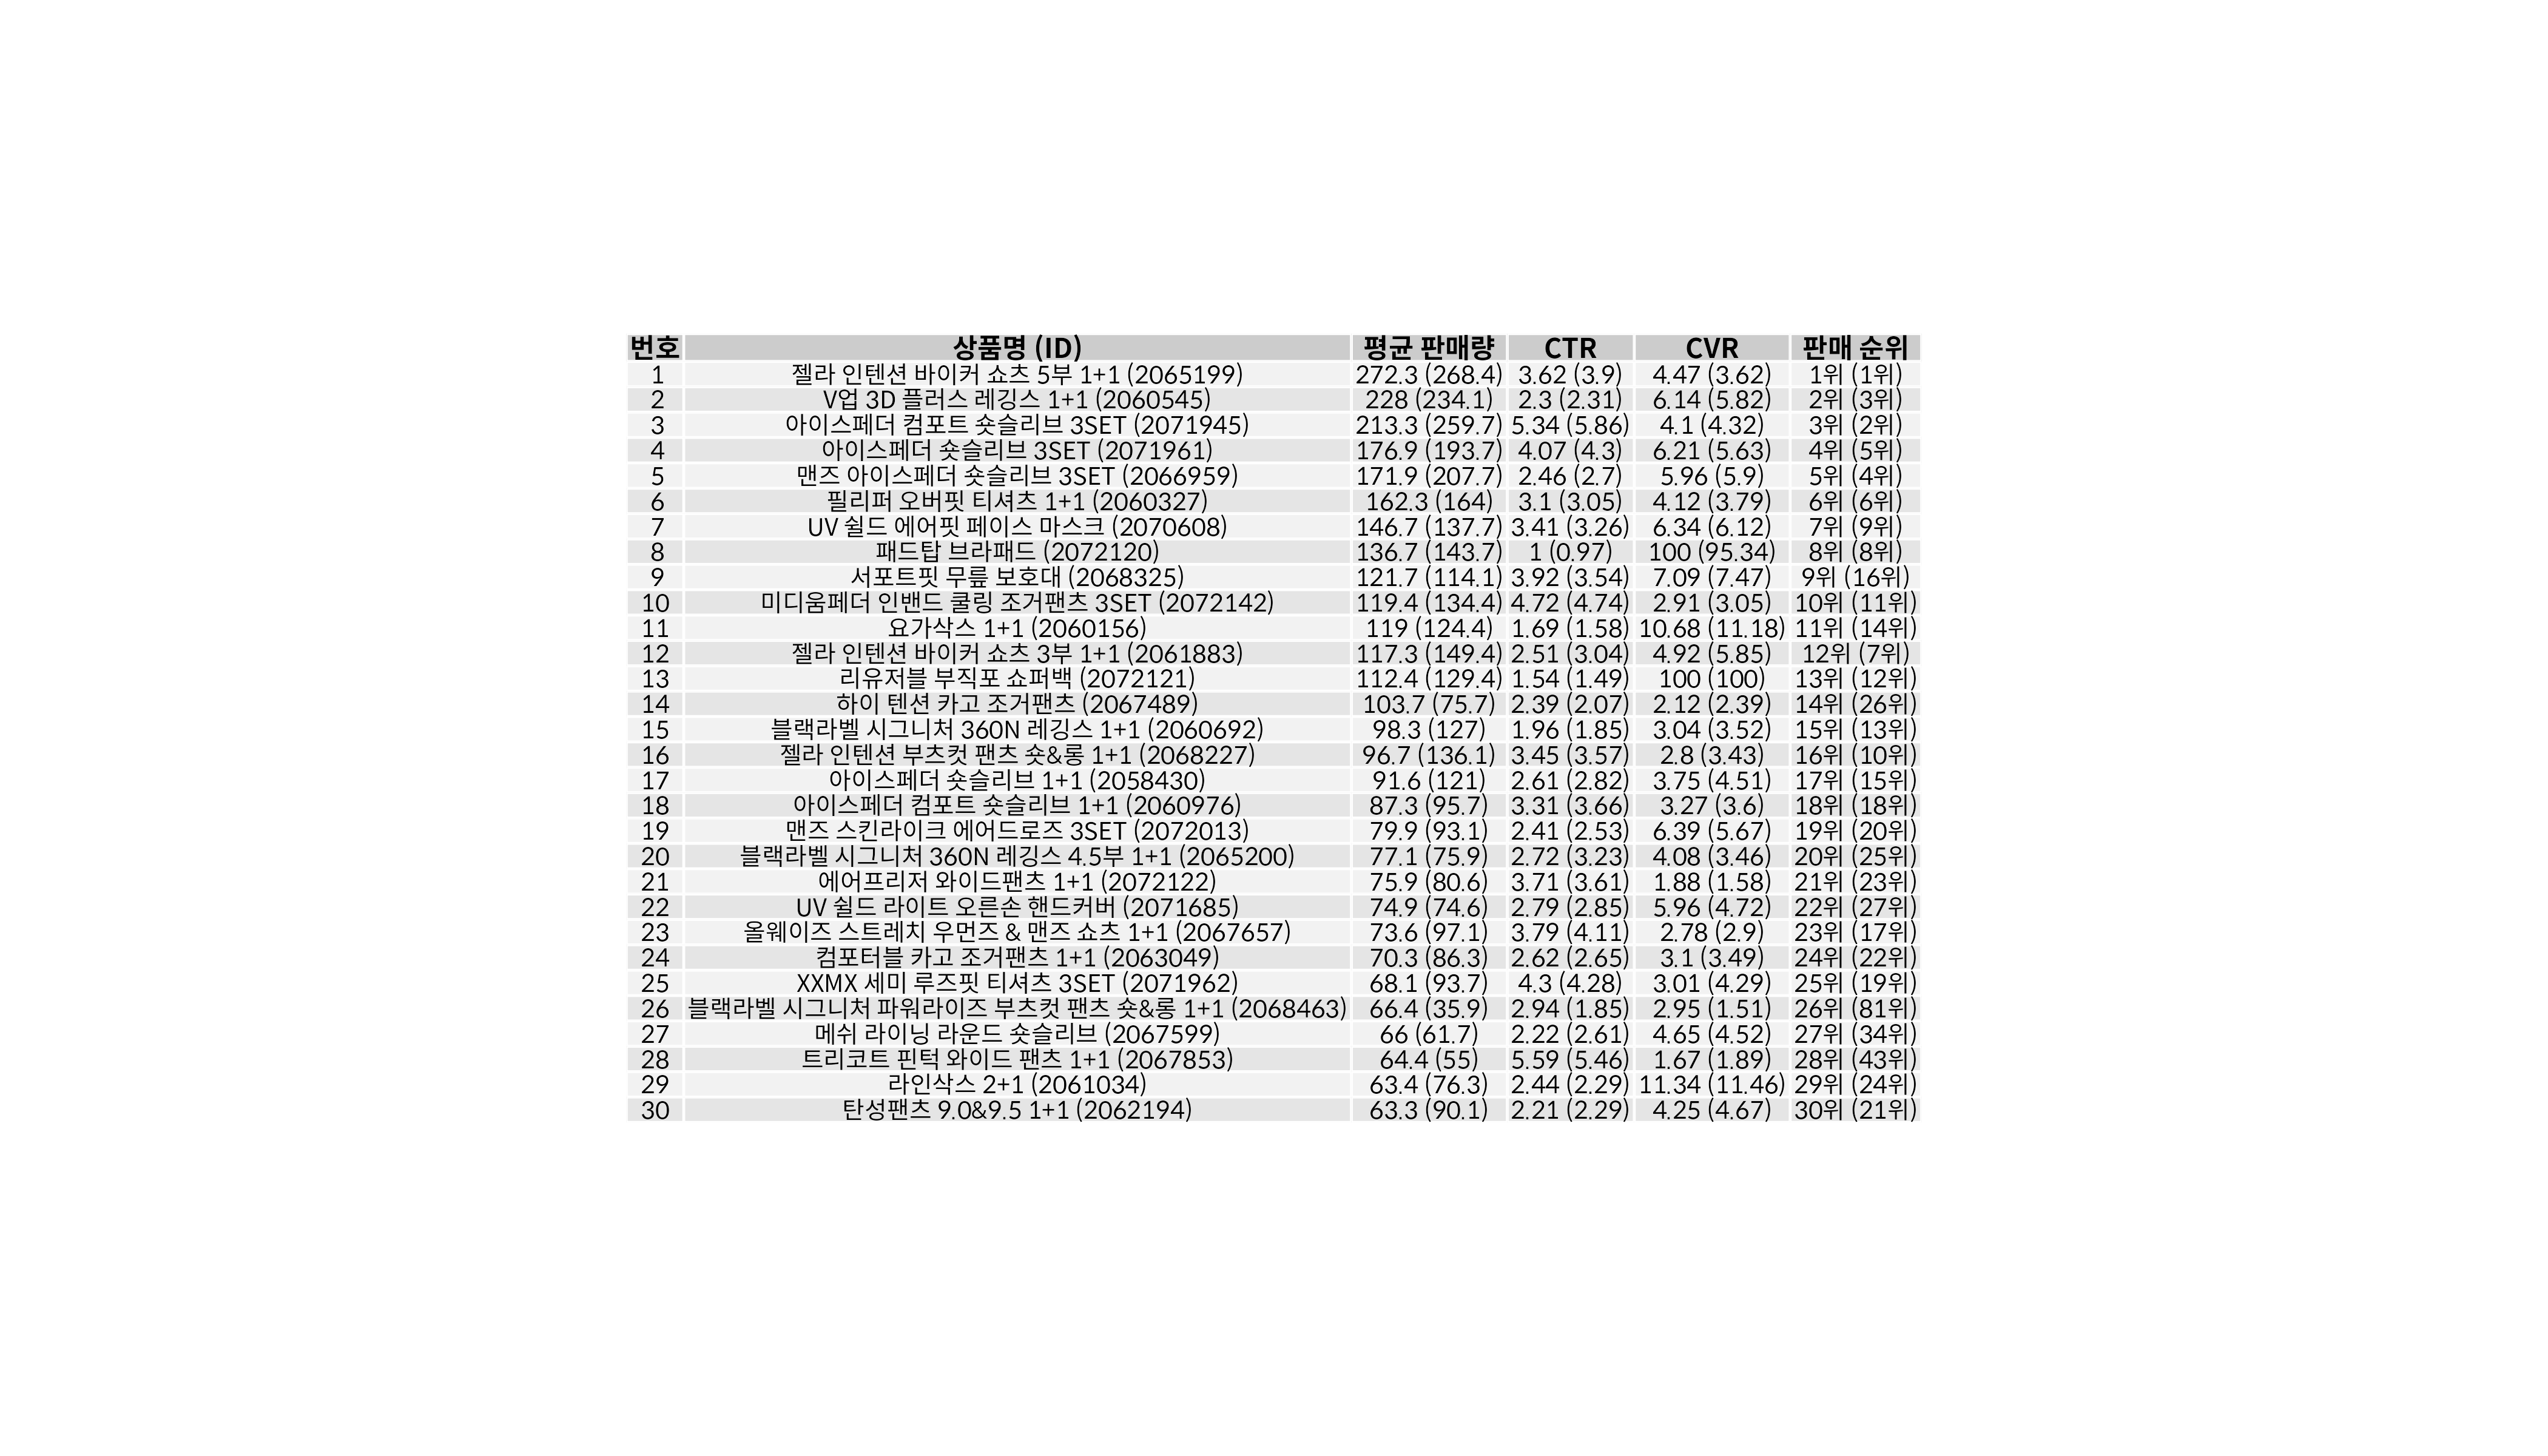 번호 상품명 (ID) 평균 판매량 CTR CVR 판매 순위
1 젤라 인텐션 바이커 쇼츠 5부 1+1 (2065199) 272.3 (268.4) 3.62 (3.9) 4.47 (3.62) 1위 (1위)
2 V업 3D 플러스 레깅스 1+1 (2060545) 228 (234.1) 2.3 (2.31) 6.14 (5.82) 2위 (3위)
3 아이스페더 컴포트 숏슬리브 3SET (2071945) 213.3 (259.7) 5.34 (5.86) 4.1 (4.32) 3위 (2위)
4 아이스페더 숏슬리브 3SET (2071961) 176.9 (193.7) 4.07 (4.3) 6.21 (5.63) 4위 (5위)
5 맨즈 아이스페더 숏슬리브 3SET (2066959) 171.9 (207.7) 2.46 (2.7) 5.96 (5.9) 5위 (4위)
6 필리퍼 오버핏 티셔츠 1+1 (2060327) 162.3 (164) 3.1 (3.05) 4.12 (3.79) 6위 (6위)
7 UV 쉴드 에어핏 페이스 마스크 (2070608) 146.7 (137.7) 3.41 (3.26) 6.34 (6.12) 7위 (9위)
8 패드탑 브라패드 (2072120) 136.7 (143.7) 1 (0.97) 100 (95.34) 8위 (8위)
9 서포트핏 무릎 보호대 (2068325) 121.7 (114.1) 3.92 (3.54) 7.09 (7.47) 9위 (16위)
10 미디움페더 인밴드 쿨링 조거팬츠 3SET (2072142) 119.4 (134.4) 4.72 (4.74) 2.91 (3.05) 10위 (11위)
11 요가삭스 1+1 (2060156) 119 (124.4) 1.69 (1.58) 10.68 (11.18) 11위 (14위)
12 젤라 인텐션 바이커 쇼츠 3부 1+1 (2061883) 117.3 (149.4) 2.51 (3.04) 4.92 (5.85) 12위 (7위)
13 리유저블 부직포 쇼퍼백 (2072121) 112.4 (129.4) 1.54 (1.49) 100 (100) 13위 (12위)
14 하이 텐션 카고 조거팬츠 (2067489) 103.7 (75.7) 2.39 (2.07) 2.12 (2.39) 14위 (26위)
15 블랙라벨 시그니처 360N 레깅스 1+1 (2060692) 98.3 (127) 1.96 (1.85) 3.04 (3.52) 15위 (13위)
16 젤라 인텐션 부츠컷 팬츠 숏&롱 1+1 (2068227) 96.7 (136.1) 3.45 (3.57) 2.8 (3.43) 16위 (10위)
17 아이스페더 숏슬리브 1+1 (2058430) 91.6 (121) 2.61 (2.82) 3.75 (4.51) 17위 (15위)
18 아이스페더 컴포트 숏슬리브 1+1 (2060976) 87.3 (95.7) 3.31 (3.66) 3.27 (3.6) 18위 (18위)
19 맨즈 스킨라이크 에어드로즈 3SET (2072013) 79.9 (93.1) 2.41 (2.53) 6.39 (5.67) 19위 (20위)
20 블랙라벨 시그니처 360N 레깅스 4.5부 1+1 (2065200) 77.1 (75.9) 2.72 (3.23) 4.08 (3.46) 20위 (25위)
21 에어프리저 와이드팬츠 1+1 (2072122) 75.9 (80.6) 3.71 (3.61) 1.88 (1.58) 21위 (23위)
22 UV 쉴드 라이트 오른손 핸드커버 (2071685) 74.9 (74.6) 2.79 (2.85) 5.96 (4.72) 22위 (27위)
23 올웨이즈 스트레치 우먼즈 & 맨즈 쇼츠 1+1 (2067657) 73.6 (97.1) 3.79 (4.11) 2.78 (2.9) 23위 (17위)
24 컴포터블 카고 조거팬츠 1+1 (2063049) 70.3 (86.3) 2.62 (2.65) 3.1 (3.49) 24위 (22위)
25 XXMX 세미 루즈핏 티셔츠 3SET (2071962) 68.1 (93.7) 4.3 (4.28) 3.01 (4.29) 25위 (19위)
26 블랙라벨 시그니처 파워라이즈 부츠컷 팬츠 숏&롱 1+1 (2068463) 66.4 (35.9) 2.94 (1.85) 2.95 (1.51) 26위 (81위)
27 메쉬 라이닝 라운드 숏슬리브 (2067599) 66 (61.7) 2.22 (2.61) 4.65 (4.52) 27위 (34위)
28 트리코트 핀턱 와이드 팬츠 1+1 (2067853) 64.4 (55) 5.59 (5.46) 1.67 (1.89) 28위 (43위)
29 라인삭스 2+1 (2061034) 63.4 (76.3) 2.44 (2.29) 11.34 (11.46) 29위 (24위)
30 탄성팬츠 9.0&9.5 1+1 (2062194) 63.3 (90.1) 2.21 (2.29) 4.25 (4.67) 30위 (21위)